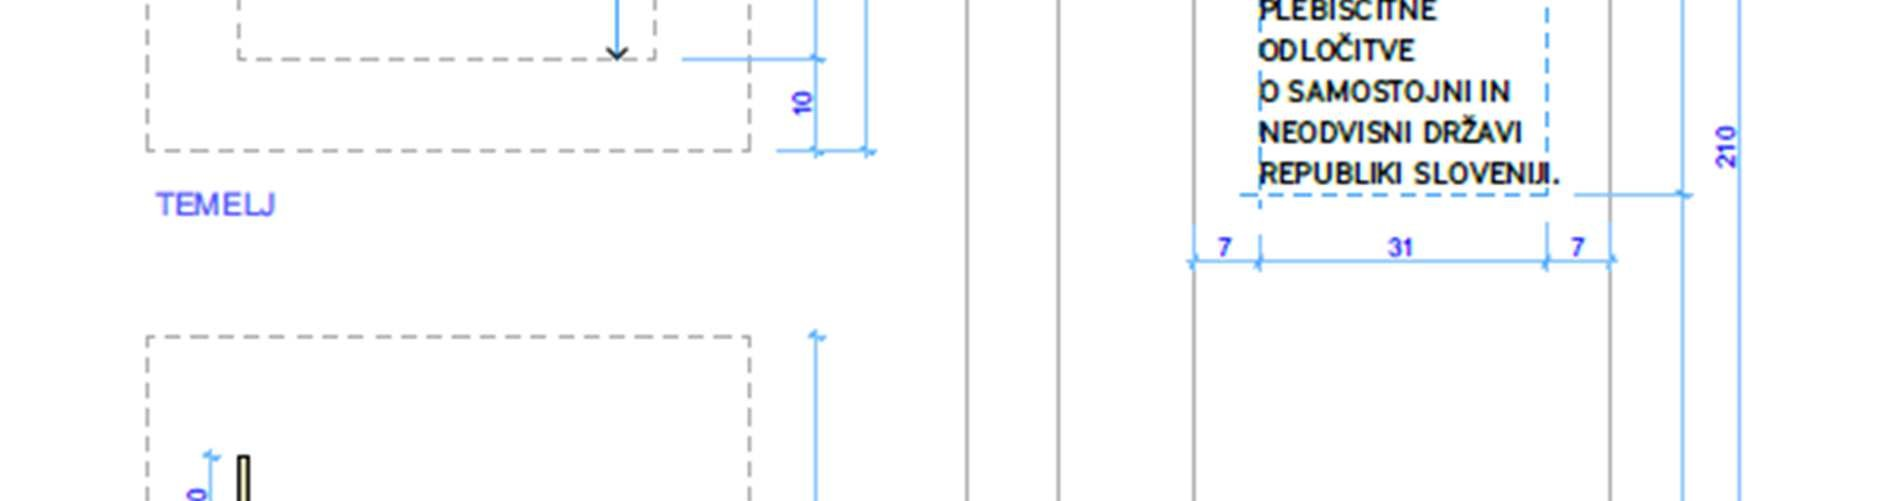 PLEBISCITNE
ODLOČITVE
O SAMOSTOJNI IN
NEODVISNI DRŽAVI
REPUBLIKI SLOVENIJI.
10
210
TEMELJ
7 31 7